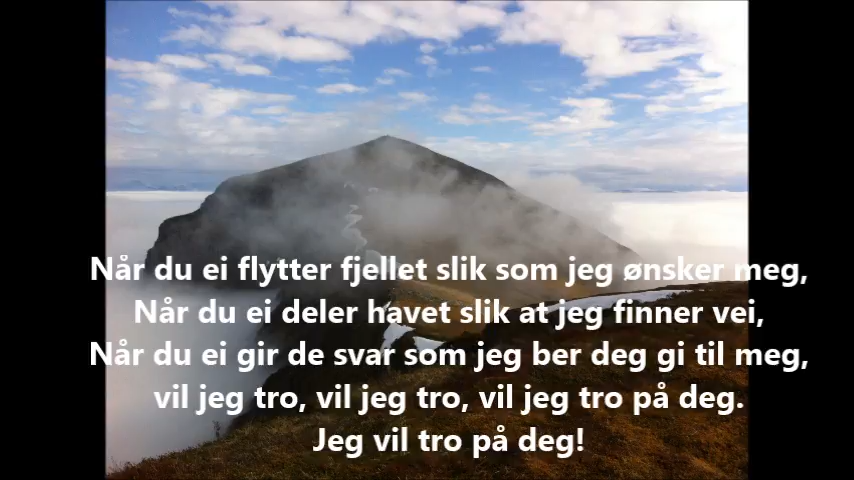 Når du ei flytter fjellet slik som jeg ønsker meg,
Når du ei deler havet slik at jeg finner vei,
Når du ei gir de svar som jeg ber deg gi til meg,
vil jeg tro, vil jeg tro, vil jeg tro på deg.
Jeg vil tro på deg!